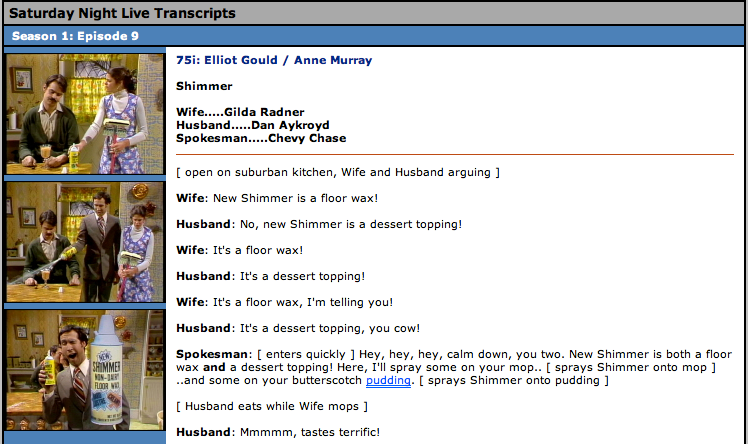 Saturday Night Live Transcripts
Season 1: Episode 9
75i: Elliot Gould / Anne Murray
Shimmer
Wife.....Gilda Radner
Husband.....Dan Aykroyd
Spokesman.....Chevy Chase
[ open on suburban kitchen, Wife and Husband arguing ]
Wife: New Shimmer is a floor wax!
Husband: No, new Shimmer is a dessert topping!
Wife: It's a floor wax!
Husband: It's a dessert topping!
Wife: It's a floor wax, I'm telling you!
Husband: It's a dessert topping, you cow!
Spokesman: [ enters quickly ] Hey, hey, hey, calm down, you two. New Shimmer is both a floor
wax and a dessert topping! Here, I'll spray some on your mop.. [ sprays Shimmer onto mop ]
..and some on your butterscotch pudding. [ sprays Shimmer onto pudding ]
[ Husband eats while Wife mops ]
Husband: Mmmmm, tastes terrific!
NEW
SHIMMER
NON-DAIRY
FLOOR WAX